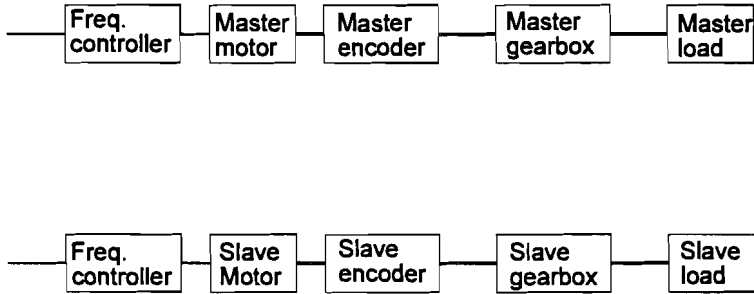 Freq.
controller
Master
motor
Master
encoder
Master
gearbox
Master
load
Freq.
controller
Slave
Motor
Slave
encoder
Slave
gearbox
Slave
load